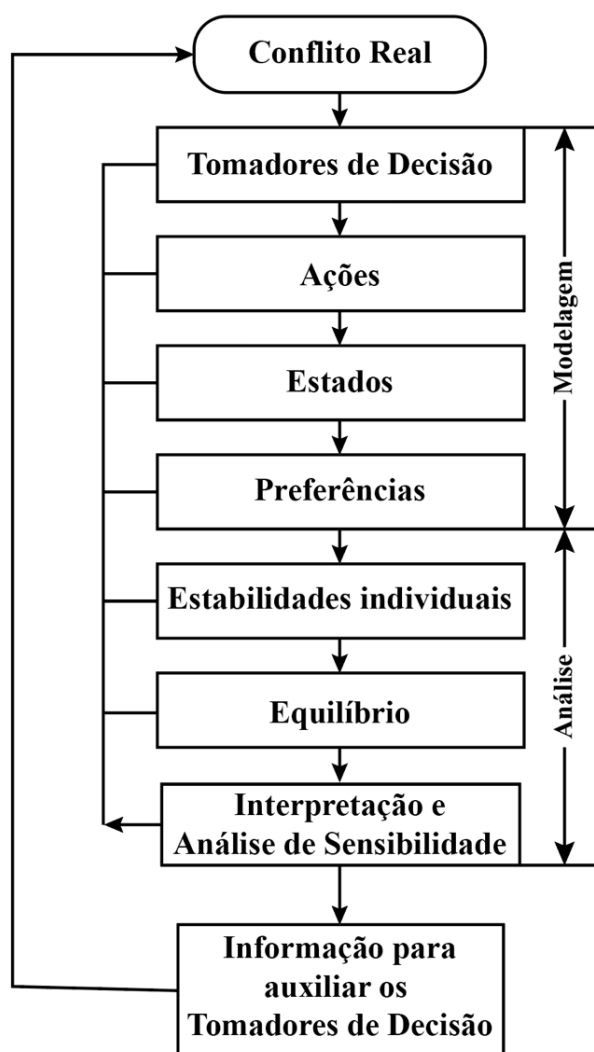 Conflito Real
Tomadores de Decisão
Ações
Estados
Preferências
Modelagem
Estabilidades individuais
Equilíbrio
Interpretação e
Análise de Sensibilidade
Análise
Informação para
auxiliar os
Tomadores de Decisão